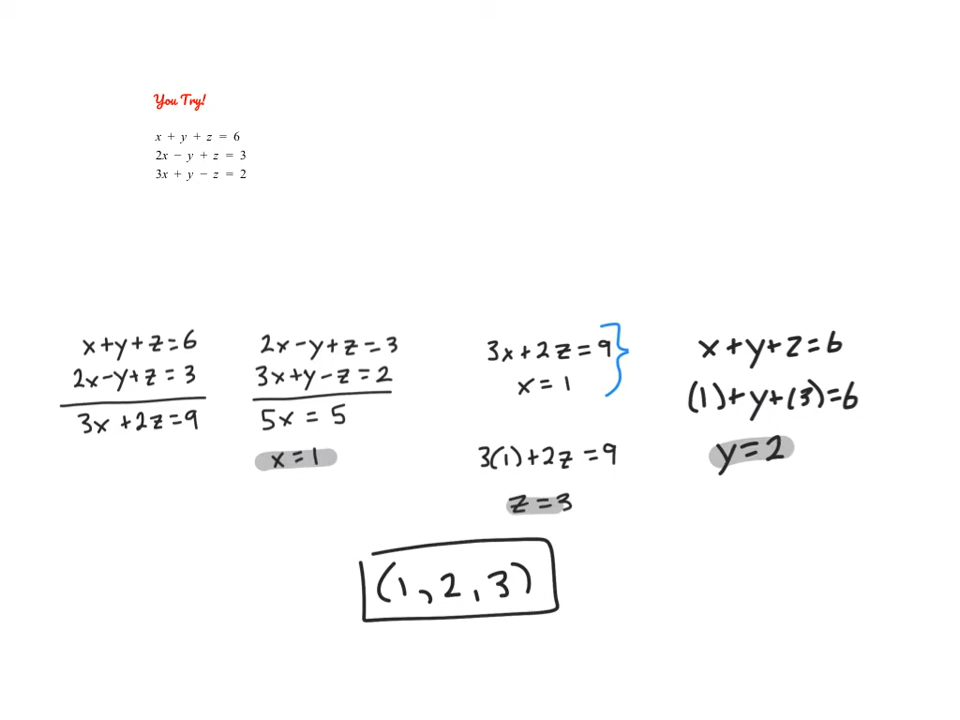 You Try!
x + y + z = 6
2x − y + z = 3
3x + y − z = 2
x+y+z=6
2x-y+z=3
3x+2z=9
2x-y+z=3
3x+y-z=2
5x=5
x=1
3x+2z=9
x=1
3(1)+2z=9
z=3
x+y+z=6
(1)+y+(3)=6
y=2
(1,2,3)